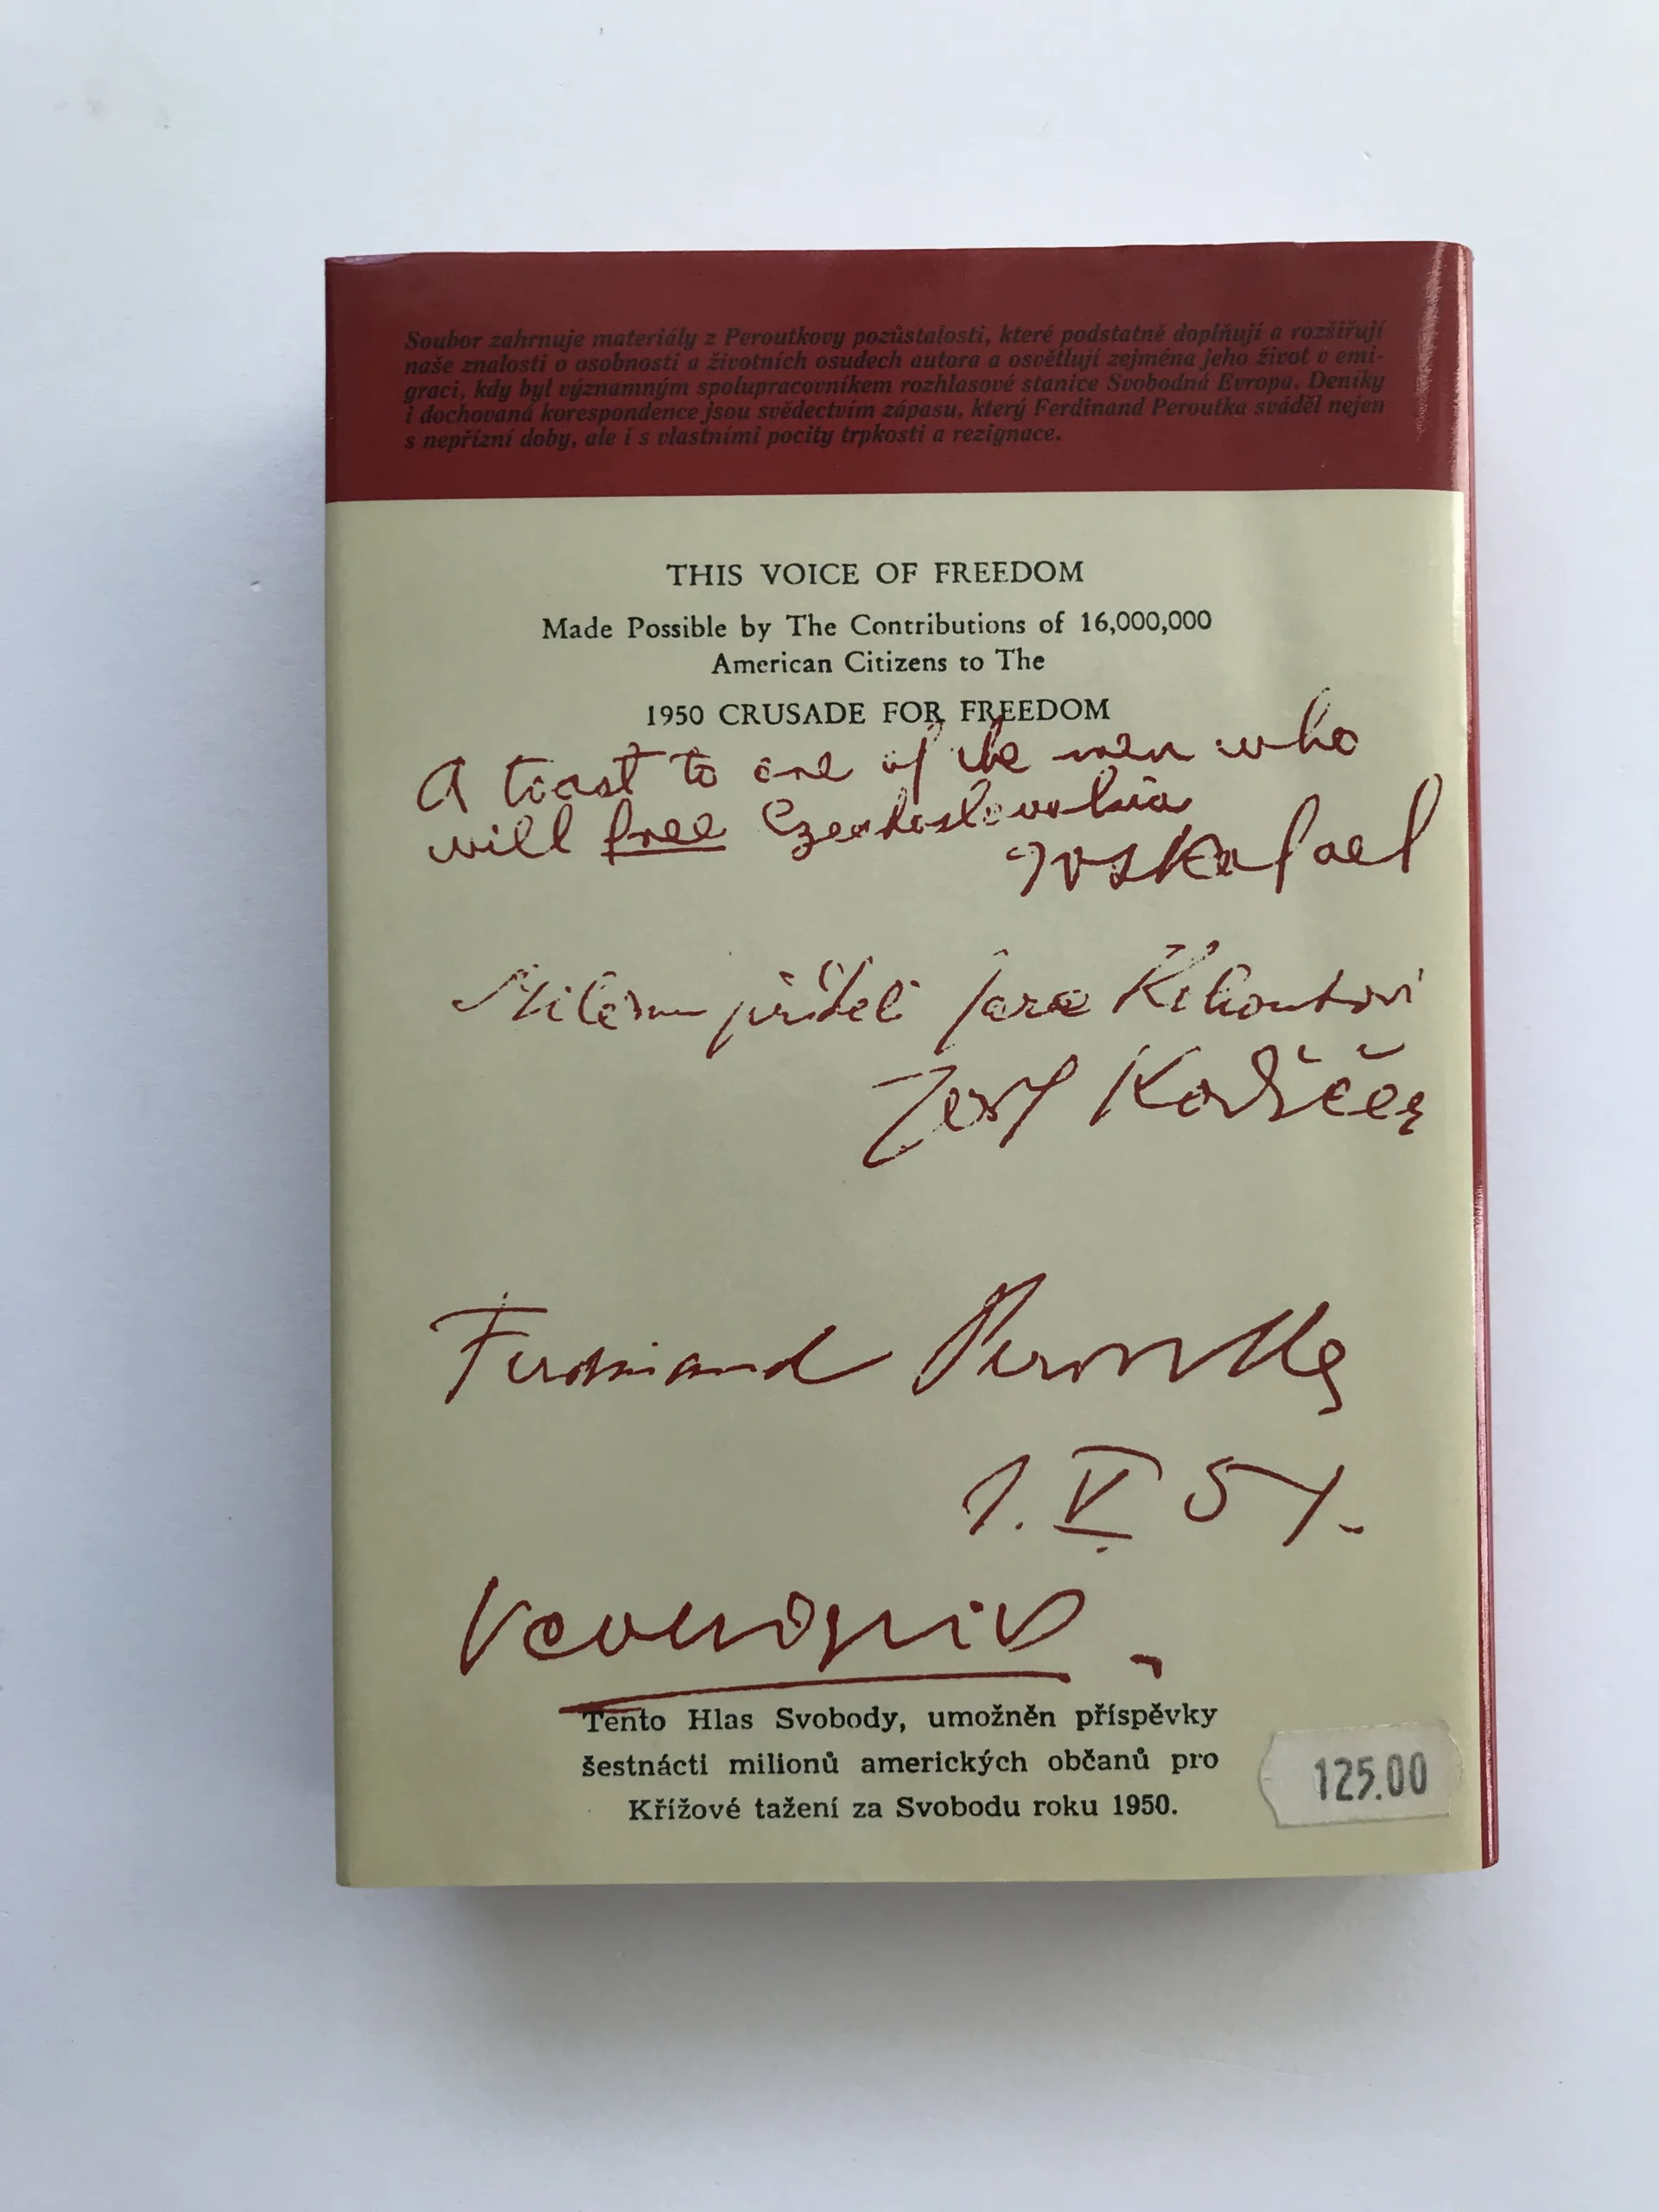 Soubor zahrnuje materiály z Peroutkovy pozůstalosti, které podstatně doplňují a rozšiřují
naše znalosti o osobnosti a životních osudech autora a osvětlují zejména jeho život v emi-
graci, kdy byl významným spolupracovníkem rozhlasové stanice Svobodná Evropa. Deníky
i dochovaná korespondence jsou svědectvím zápasu, který Ferdinand Peroutka sváděl nejen
s nepřízní doby, ale i s vlastními pocity trpkosti a rezignace.
THIS VOICE OF FREEDOM
Made Possible by The Contributions of 16,000,000
American Citizens to The
1950 CRUSADE FOR FREEDOM
A toast to one of the men who
will free Czechoslovakia
Milému příteli
Josef Kodíček
Ferdinand Peroutka
1. V 51.
Tento Hlas Svobody, umožněn příspěvky
šestnácti milionů amerických občanů pro
Křížové tažení za Svobodu roku 1950.
125.00